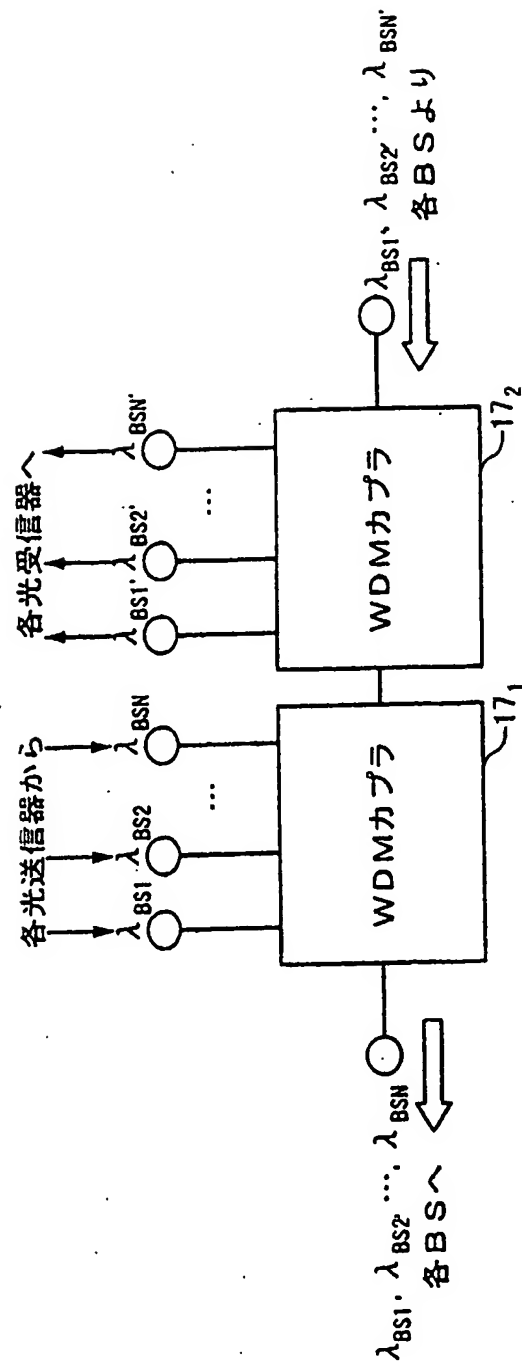 各光送信器から
各光受信器へ
λBS1
λBS2
…
λBSN
λBS1'
λBS2'
…
λBSN'
WDMカプラ
WDMカプラ
17₁
17₂
λBS1, λBS2, …, λBSN
各BSへ
λBS1、λBS2' …, λBSN'
各BSより